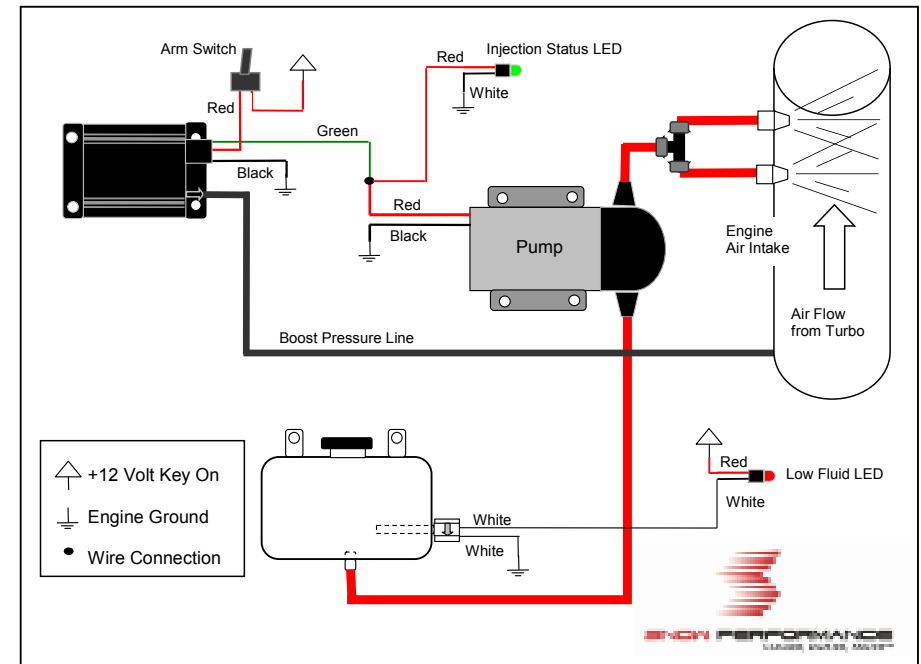 Arm Switch
Red
Injection Status LED
Red
White
Green
Black
Red
Black
Pump
Engine
Air Intake
Air Flow
from Turbo
Boost Pressure Line
+12 Volt Key On
Engine Ground
Wire Connection
White
White
Red
White
Low Fluid LED
SNOW PERFORMANCE